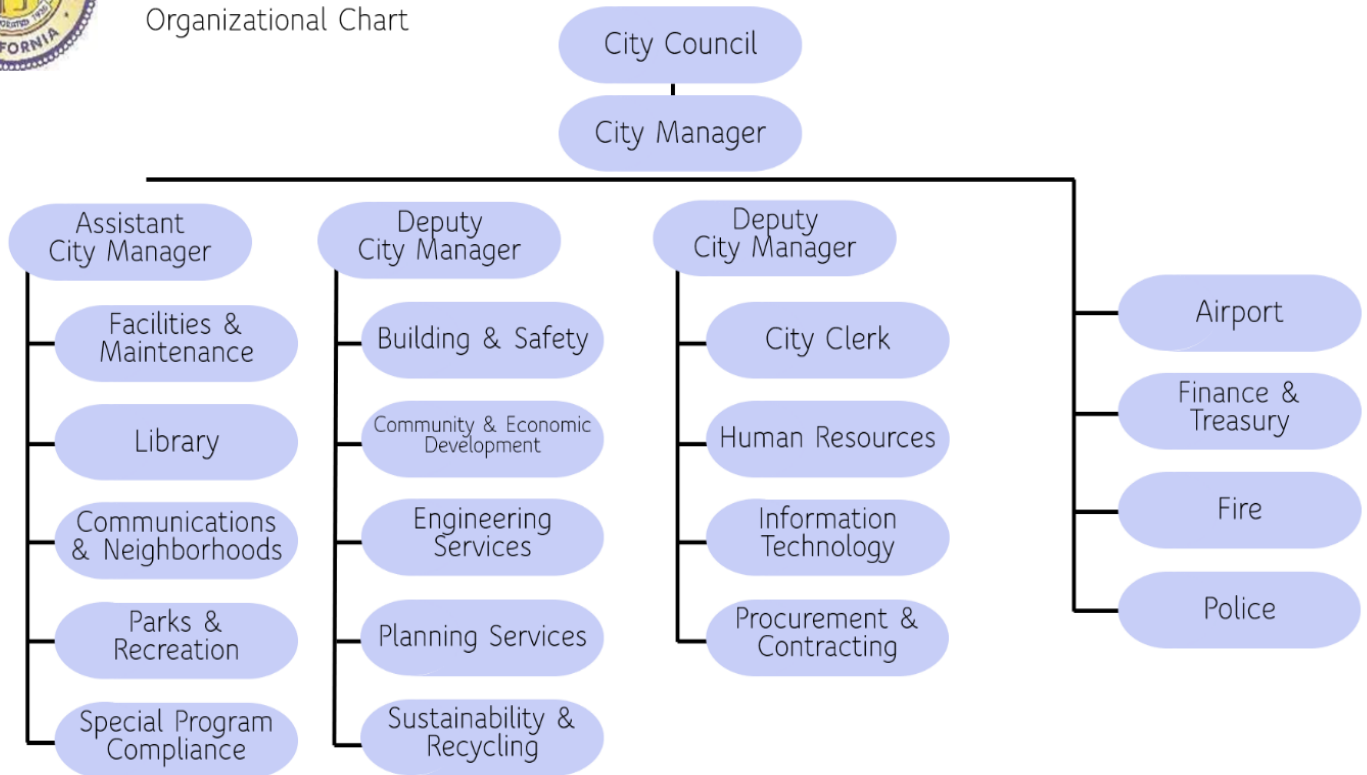 Organizational Chart
City Council
City Manager
Assistant
City Manager
Facilities &
Maintenance
Library
Communications
& Neighborhoods
Parks &
Recreation
Special Program
Compliance
Deputy
City Manager
Building & Safety
Community & Economic
Development
Engineering
Services
Planning Services
Sustainability &
Recycling
Deputy
City Manager
City Clerk
Human Resources
Information
Technology
Procurement &
Contracting
Airport
Finance &
Treasury
Fire
Police